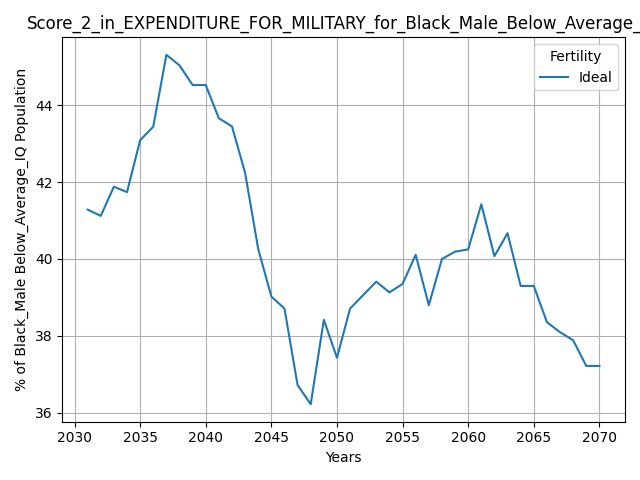 Score_2_in_EXPENDITURE_FOR_MILITARY_for_Black_Male_Below_Average_
Fertility
Ideal
% of Black_Male Below_Average_IQ Population
44
42
40
38
36
2030 2035 2040 2045 2050 2055 2060 2065 2070
Years